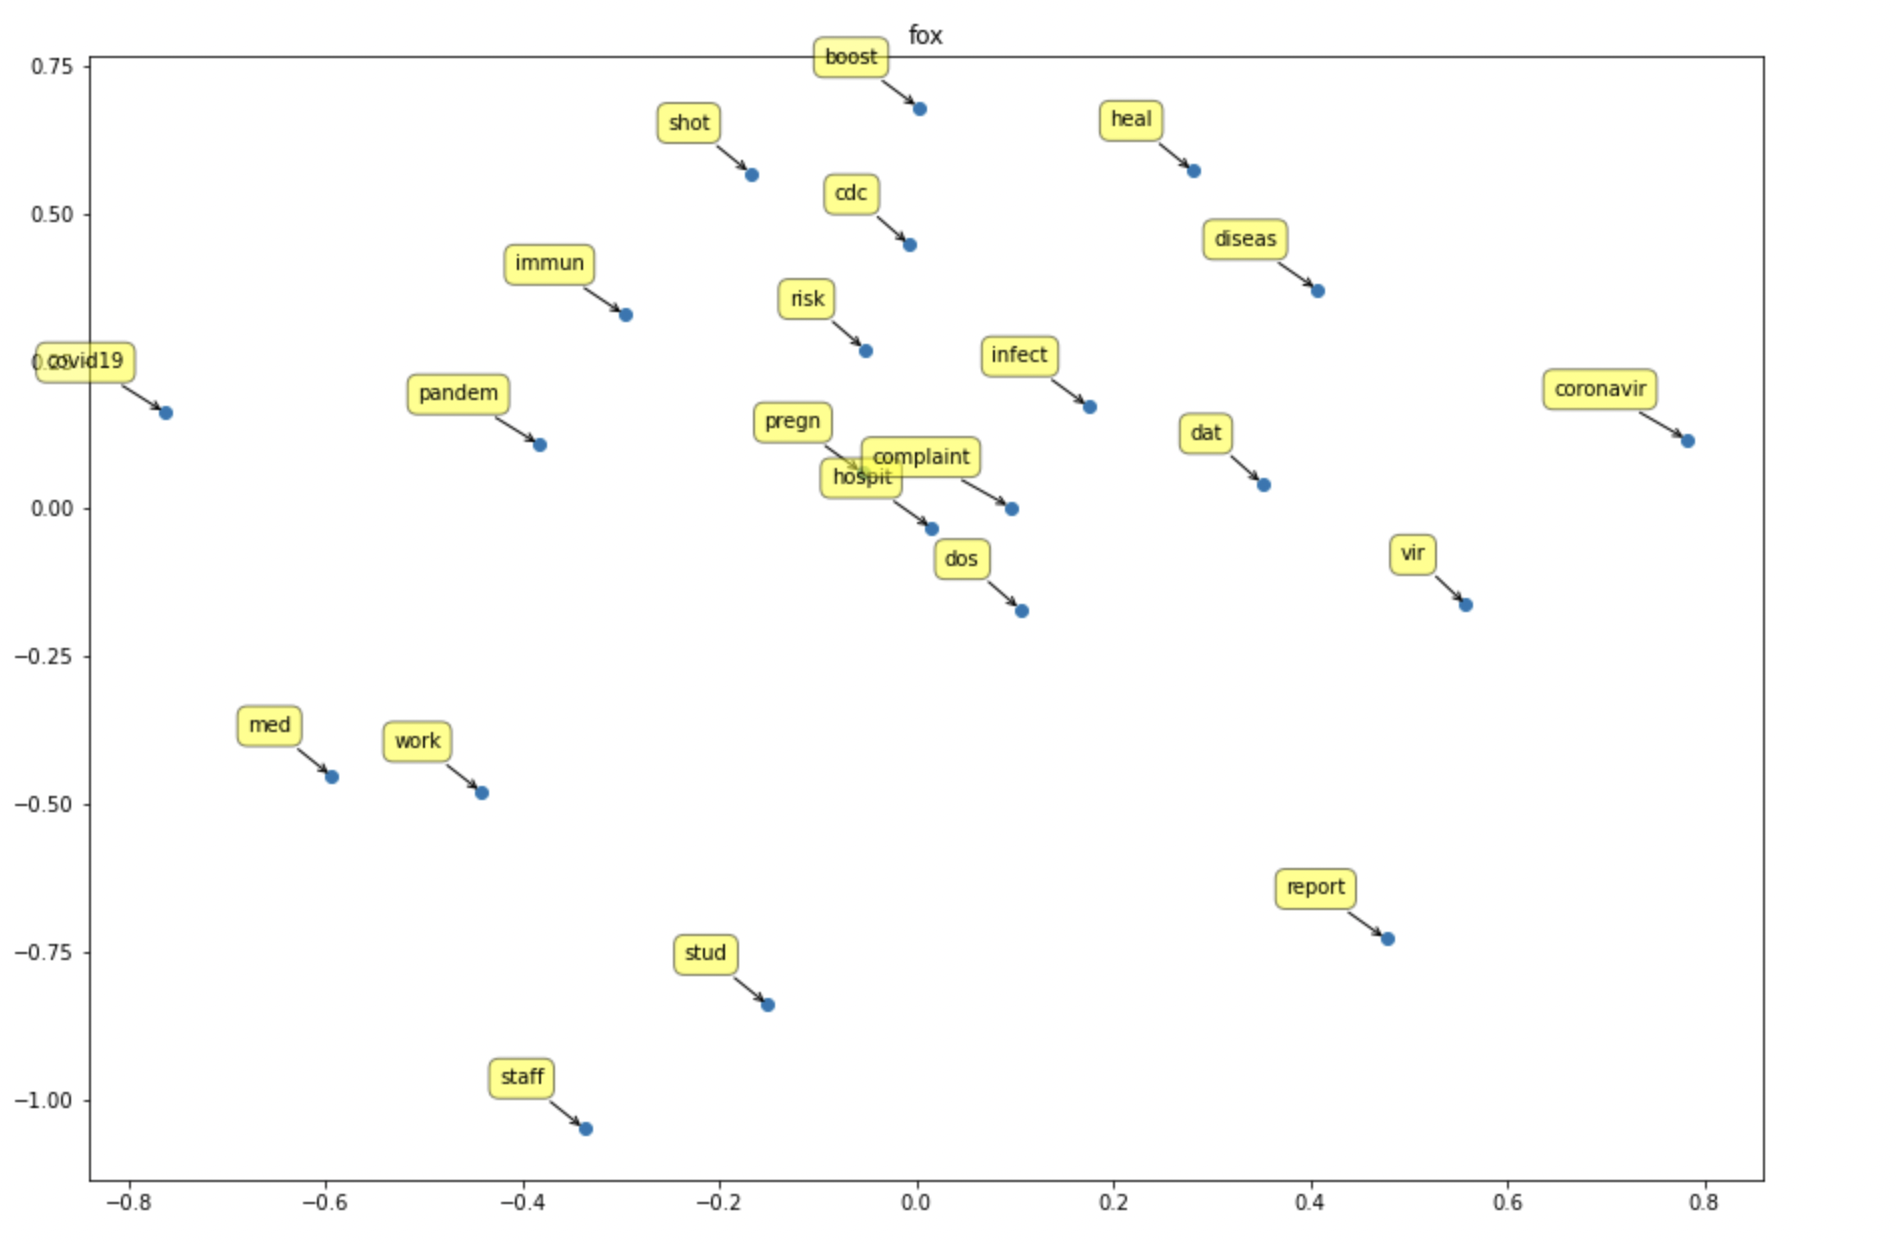 fox
boost
0.75
shot
heal
cdc
0.50
diseas
immun
risk
infect
covid19
0.25
pandem
coronavir
pregn
dat
complaint
hospit
0.00
vir
dos
−0.25
med
work
−0.50
report
−0.75
stud
staff
−1.00
−0.8 −0.6 −0.4 −0.2 0.0 0.2 0.4 0.6 0.8